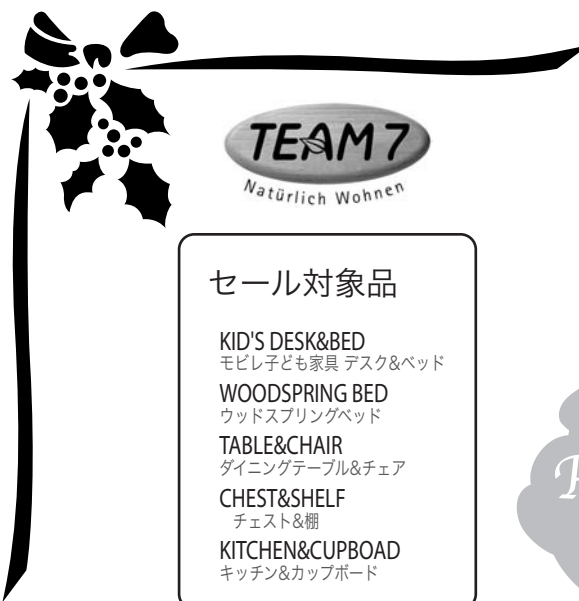 TEAM 7
Natürlich Wohnen
セール対象品
KID'S DESK&BED
モビレ子ども家具 デスク&ベッド
WOODSPRING BED
ウッドスプリングベッド
TABLE&CHAIR
ダイニングテーブル&チェア
CHEST&SHELF
チェスト&棚
KITCHEN&CUPBOAD
キッチン&カップボード